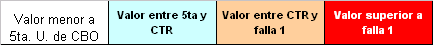 Valor menor a
5ta. U. de CBO
Valor entre 5ta y
CTR
Valor entre CTR y
falla 1
Valor superior a
falla 1